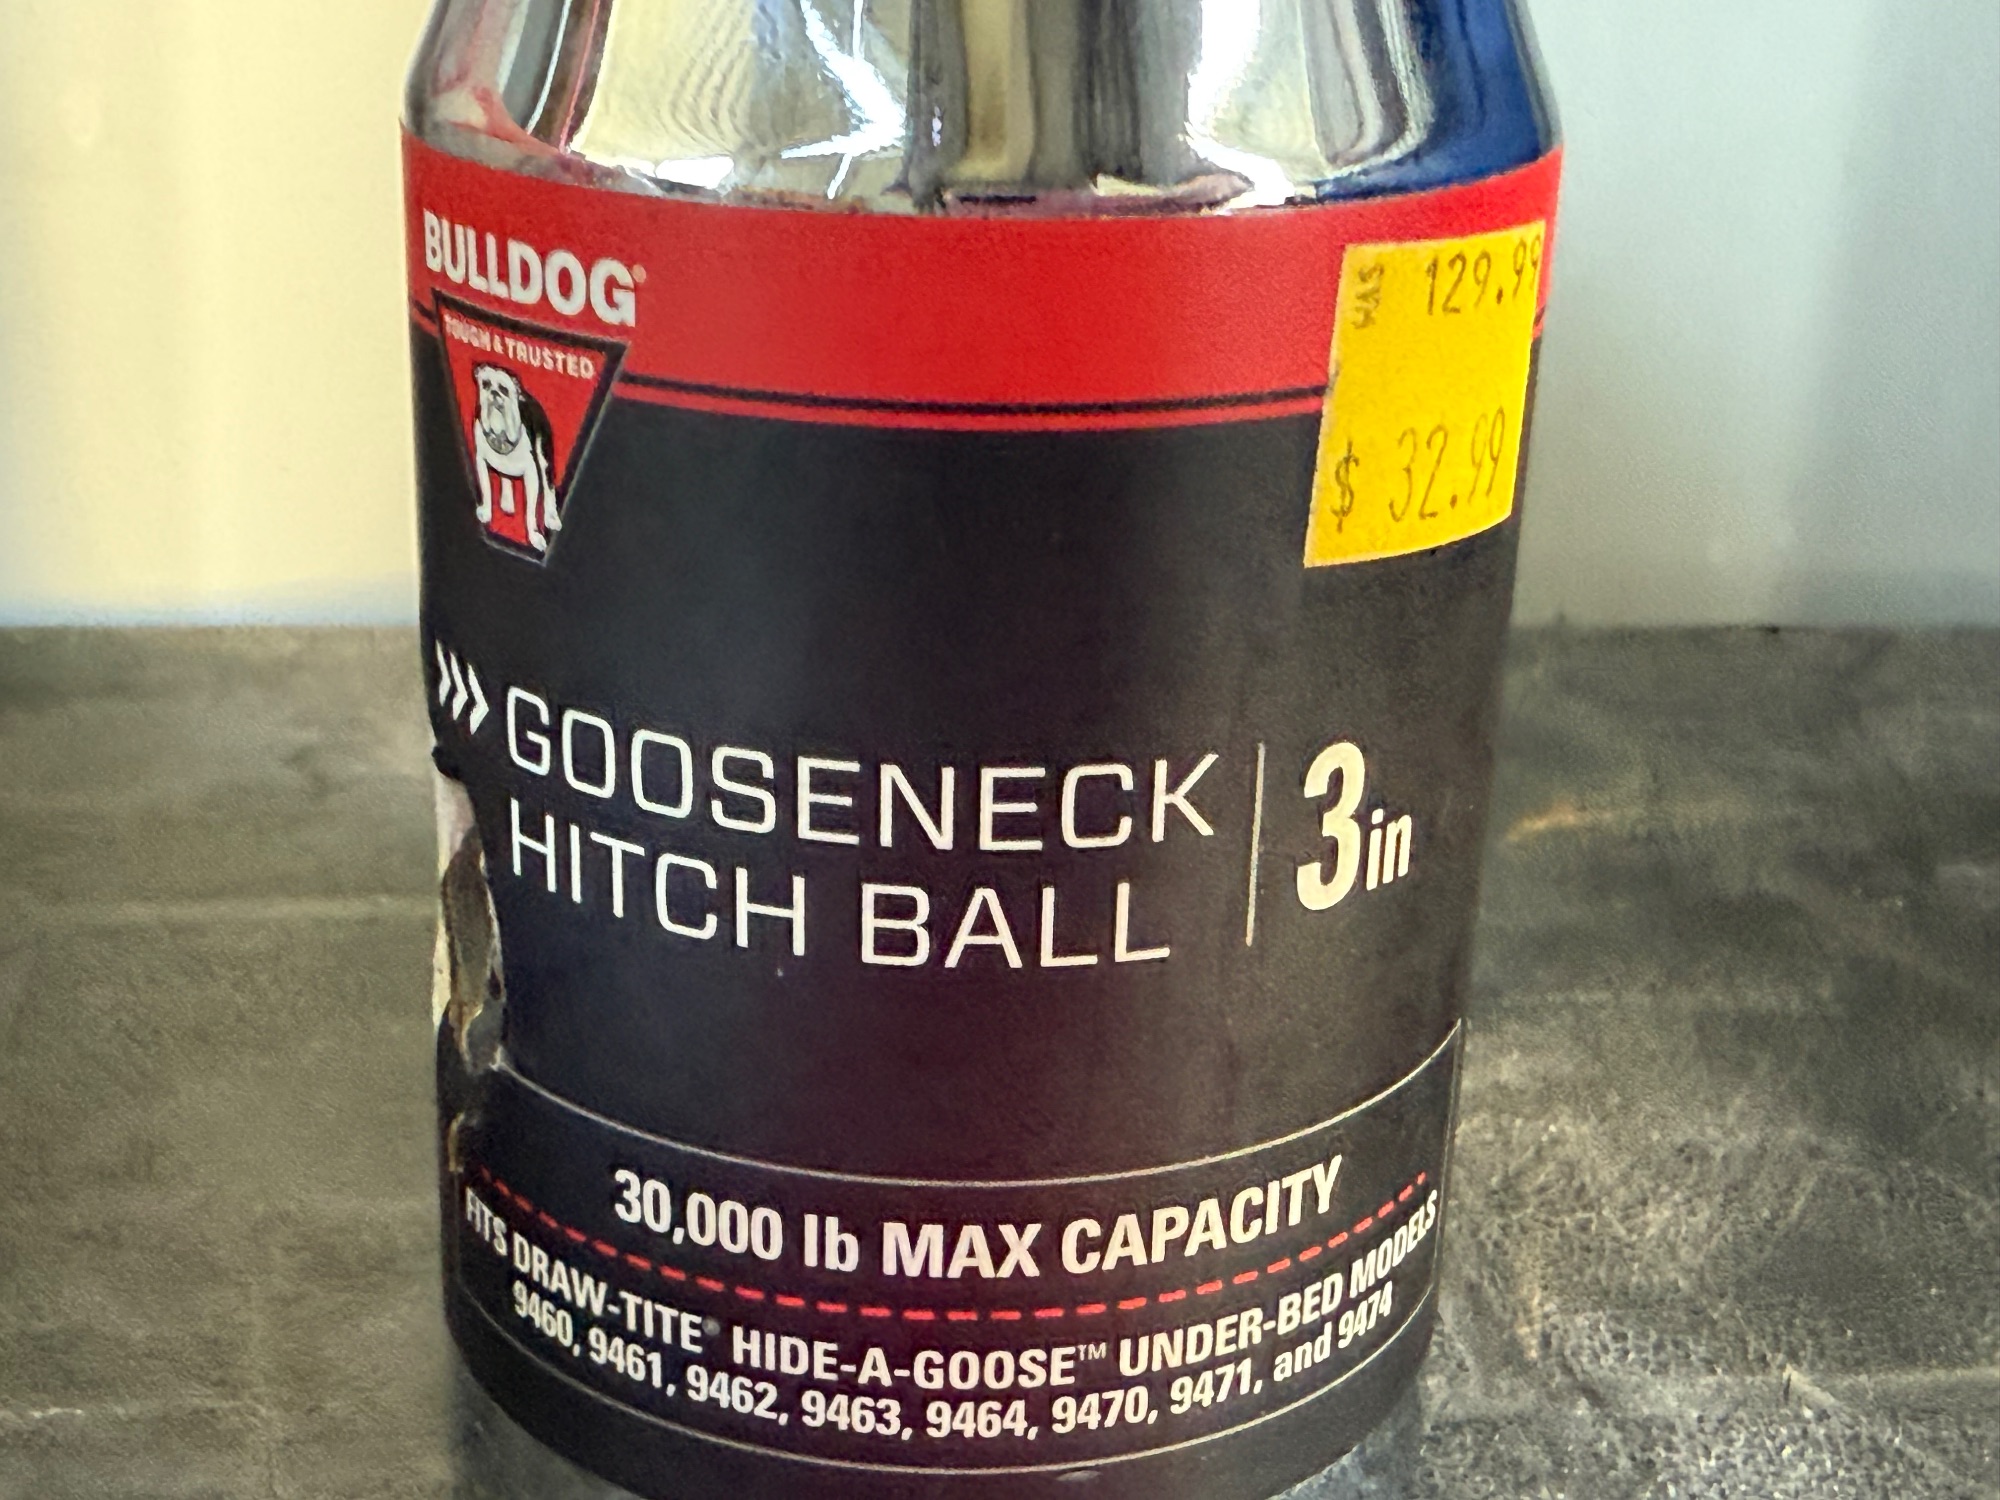 BULLDOG®
TOUGH & TRUSTED
WAS 129.99
$ 32.99
GOOSENECK
HITCH BALL
3in
30,000 lb MAX CAPACITY
FITS DRAW-TITE® HIDE-A-GOOSE™ UNDER-BED MODELS
9460, 9461, 9462, 9463, 9464, 9470, 9471, and 9474